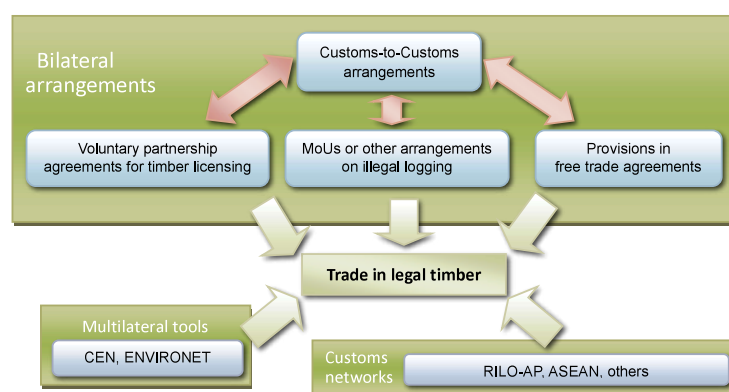 Bilateral
arrangements
Customs-to-Customs
arrangements
Voluntary partnership
agreements for timber licensing
MoUs or other arrangements
on illegal logging
Provisions in
free trade agreements
Trade in legal timber
Multilateral tools
CEN, ENVIRONET
Customs
networks
RILO-AP, ASEAN, others